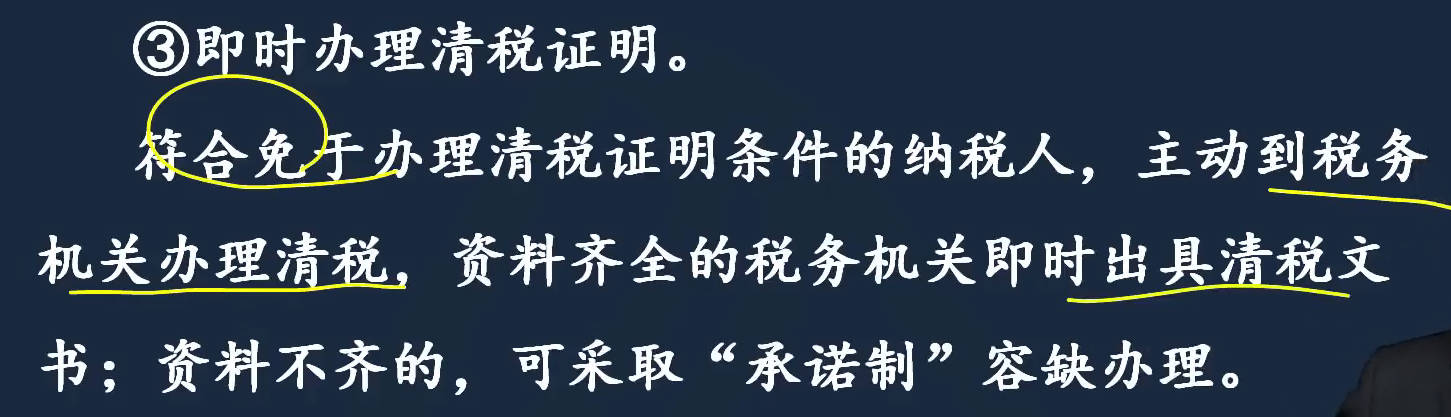 ③即时办理清税证明。
符合免于办理清税证明条件的纳税人，主动到税务
机关办理清税，资料齐全的税务机关即时出具清税文
书；资料不齐的，可采取“承诺制”容缺办理。